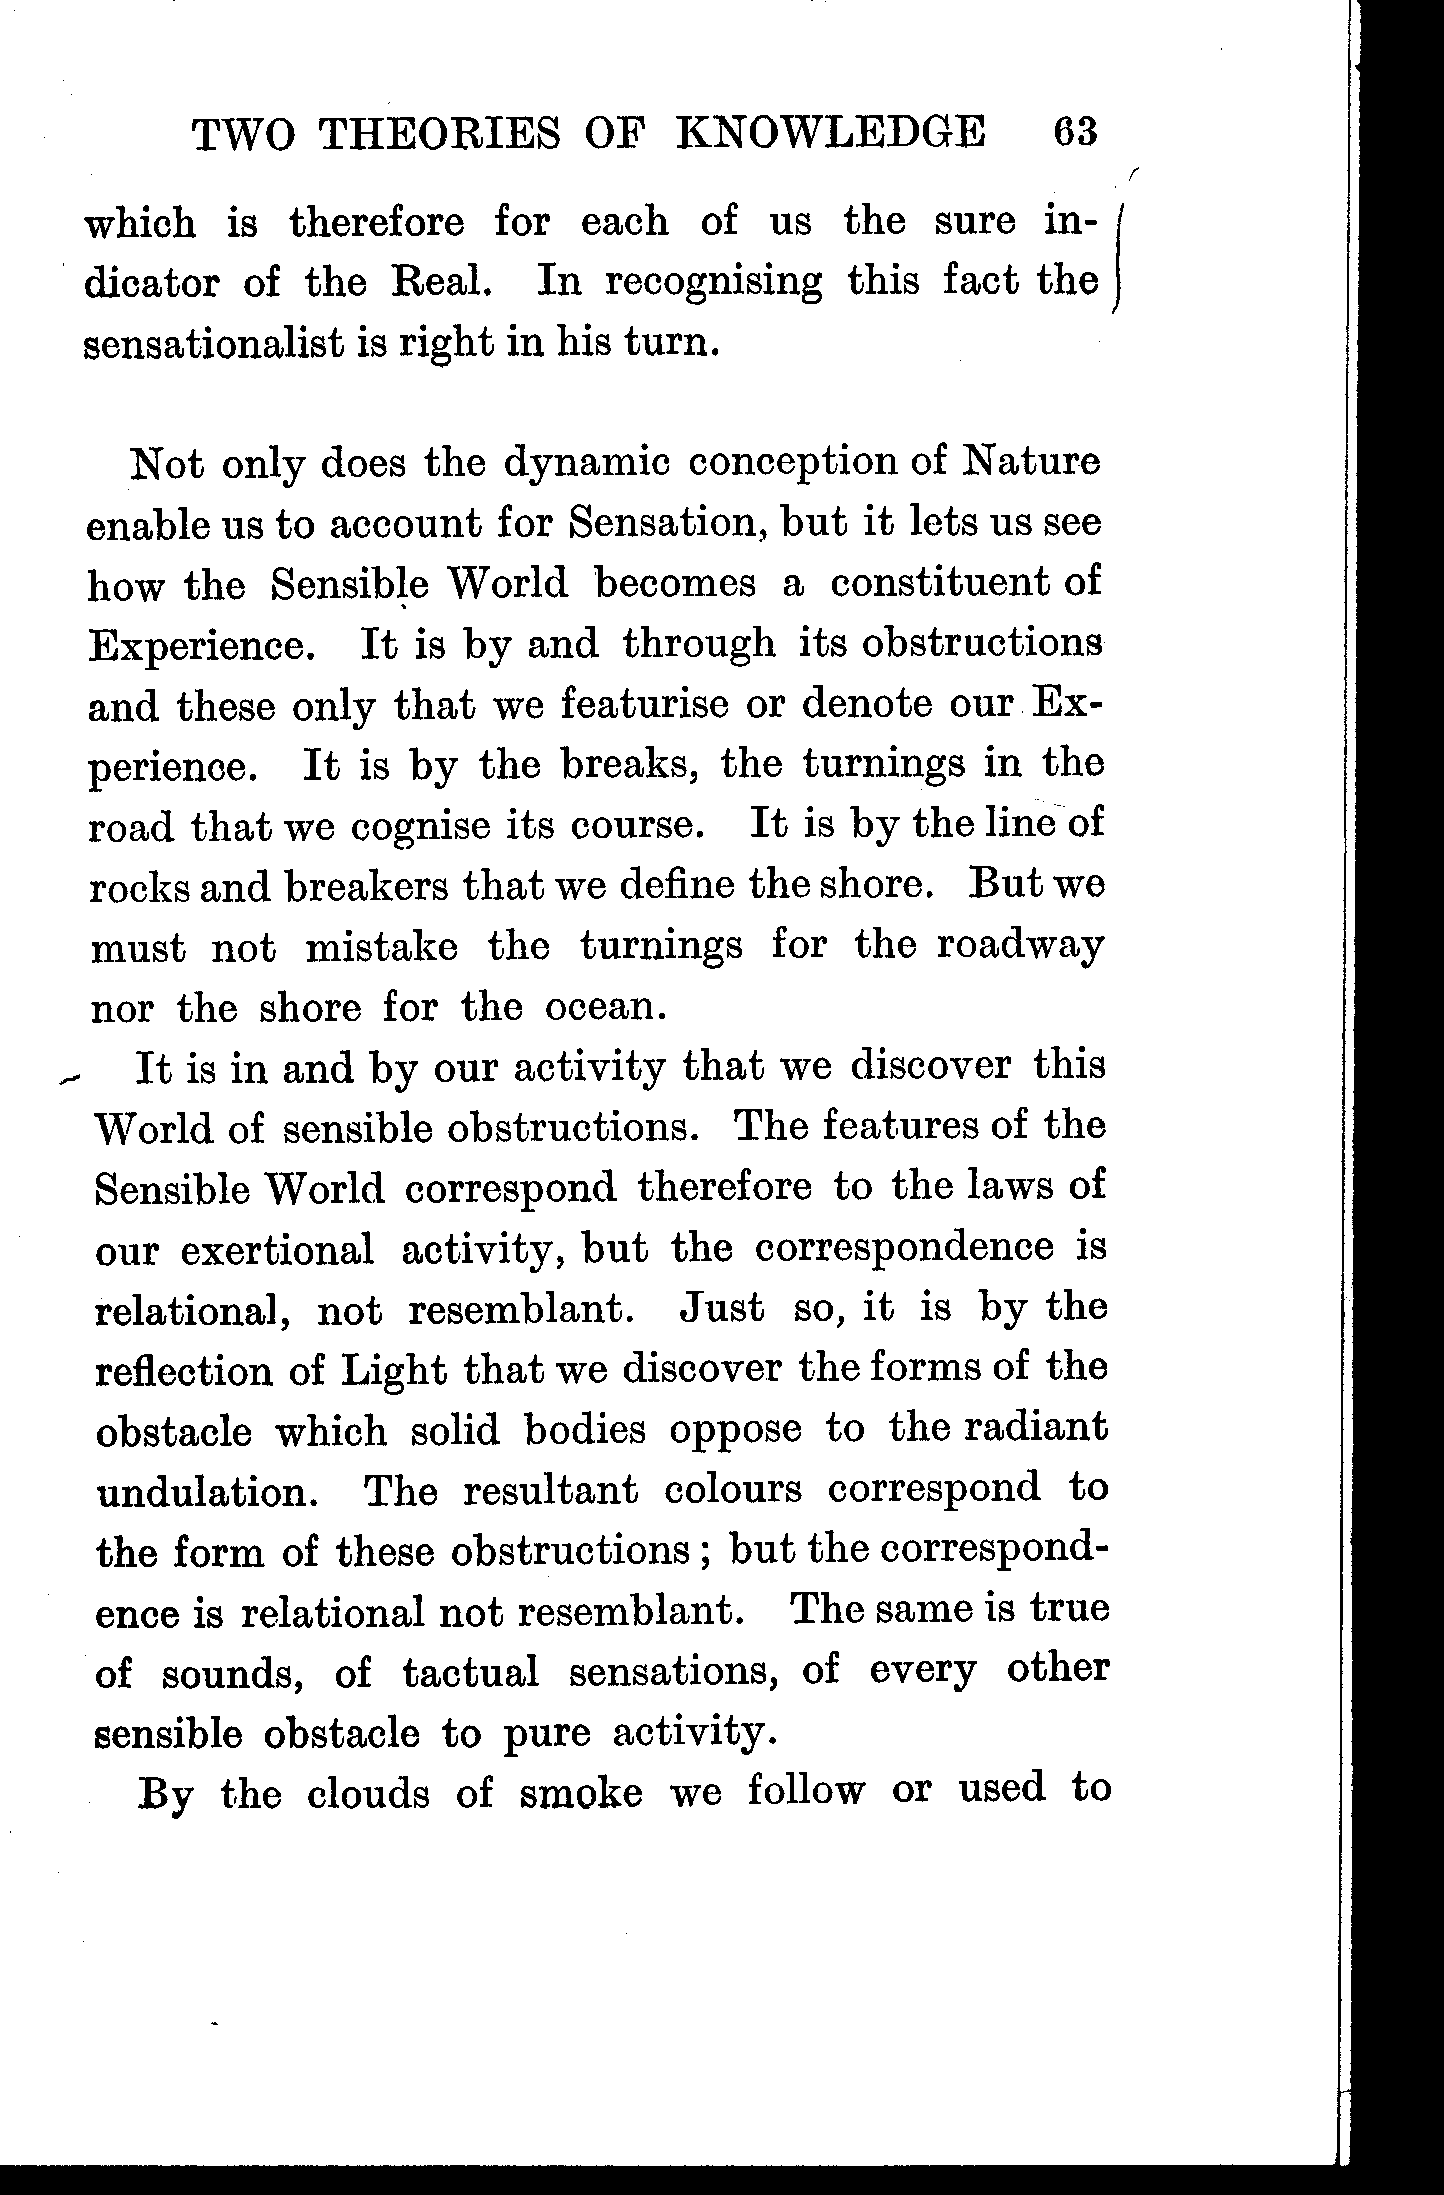 TWO THEORIES OF KNOWLEDGE 63
which is therefore for each of us the sure in-
dicator of the Real. In recognising this fact the
sensationalist is right in his turn.
Not only does the dynamic conception of Nature
enable us to account for Sensation, but it lets us see
how the Sensible World becomes a constituent of
Experience. It is by and through its obstructions
and these only that we featurise or denote our Ex-
perience. It is by the breaks, the turnings in the
road that we cognise its course. It is by the line of
rocks and breakers that we define the shore. But we
must not mistake the turnings for the roadway
nor the shore for the ocean.
It is in and by our activity that we discover this
World of sensible obstructions. The features of the
Sensible World correspond therefore to the laws of
our exertional activity, but the correspondence is
relational, not resemblant. Just so, it is by the
reflection of Light that we discover the forms of the
obstacle which solid bodies oppose to the radiant
undulation. The resultant colours correspond to
the form of these obstructions ; but the correspond-
ence is relational not resemblant. The same is true
of sounds, of tactual sensations, of every other
sensible obstacle to pure activity.
By the clouds of smoke we follow or used to